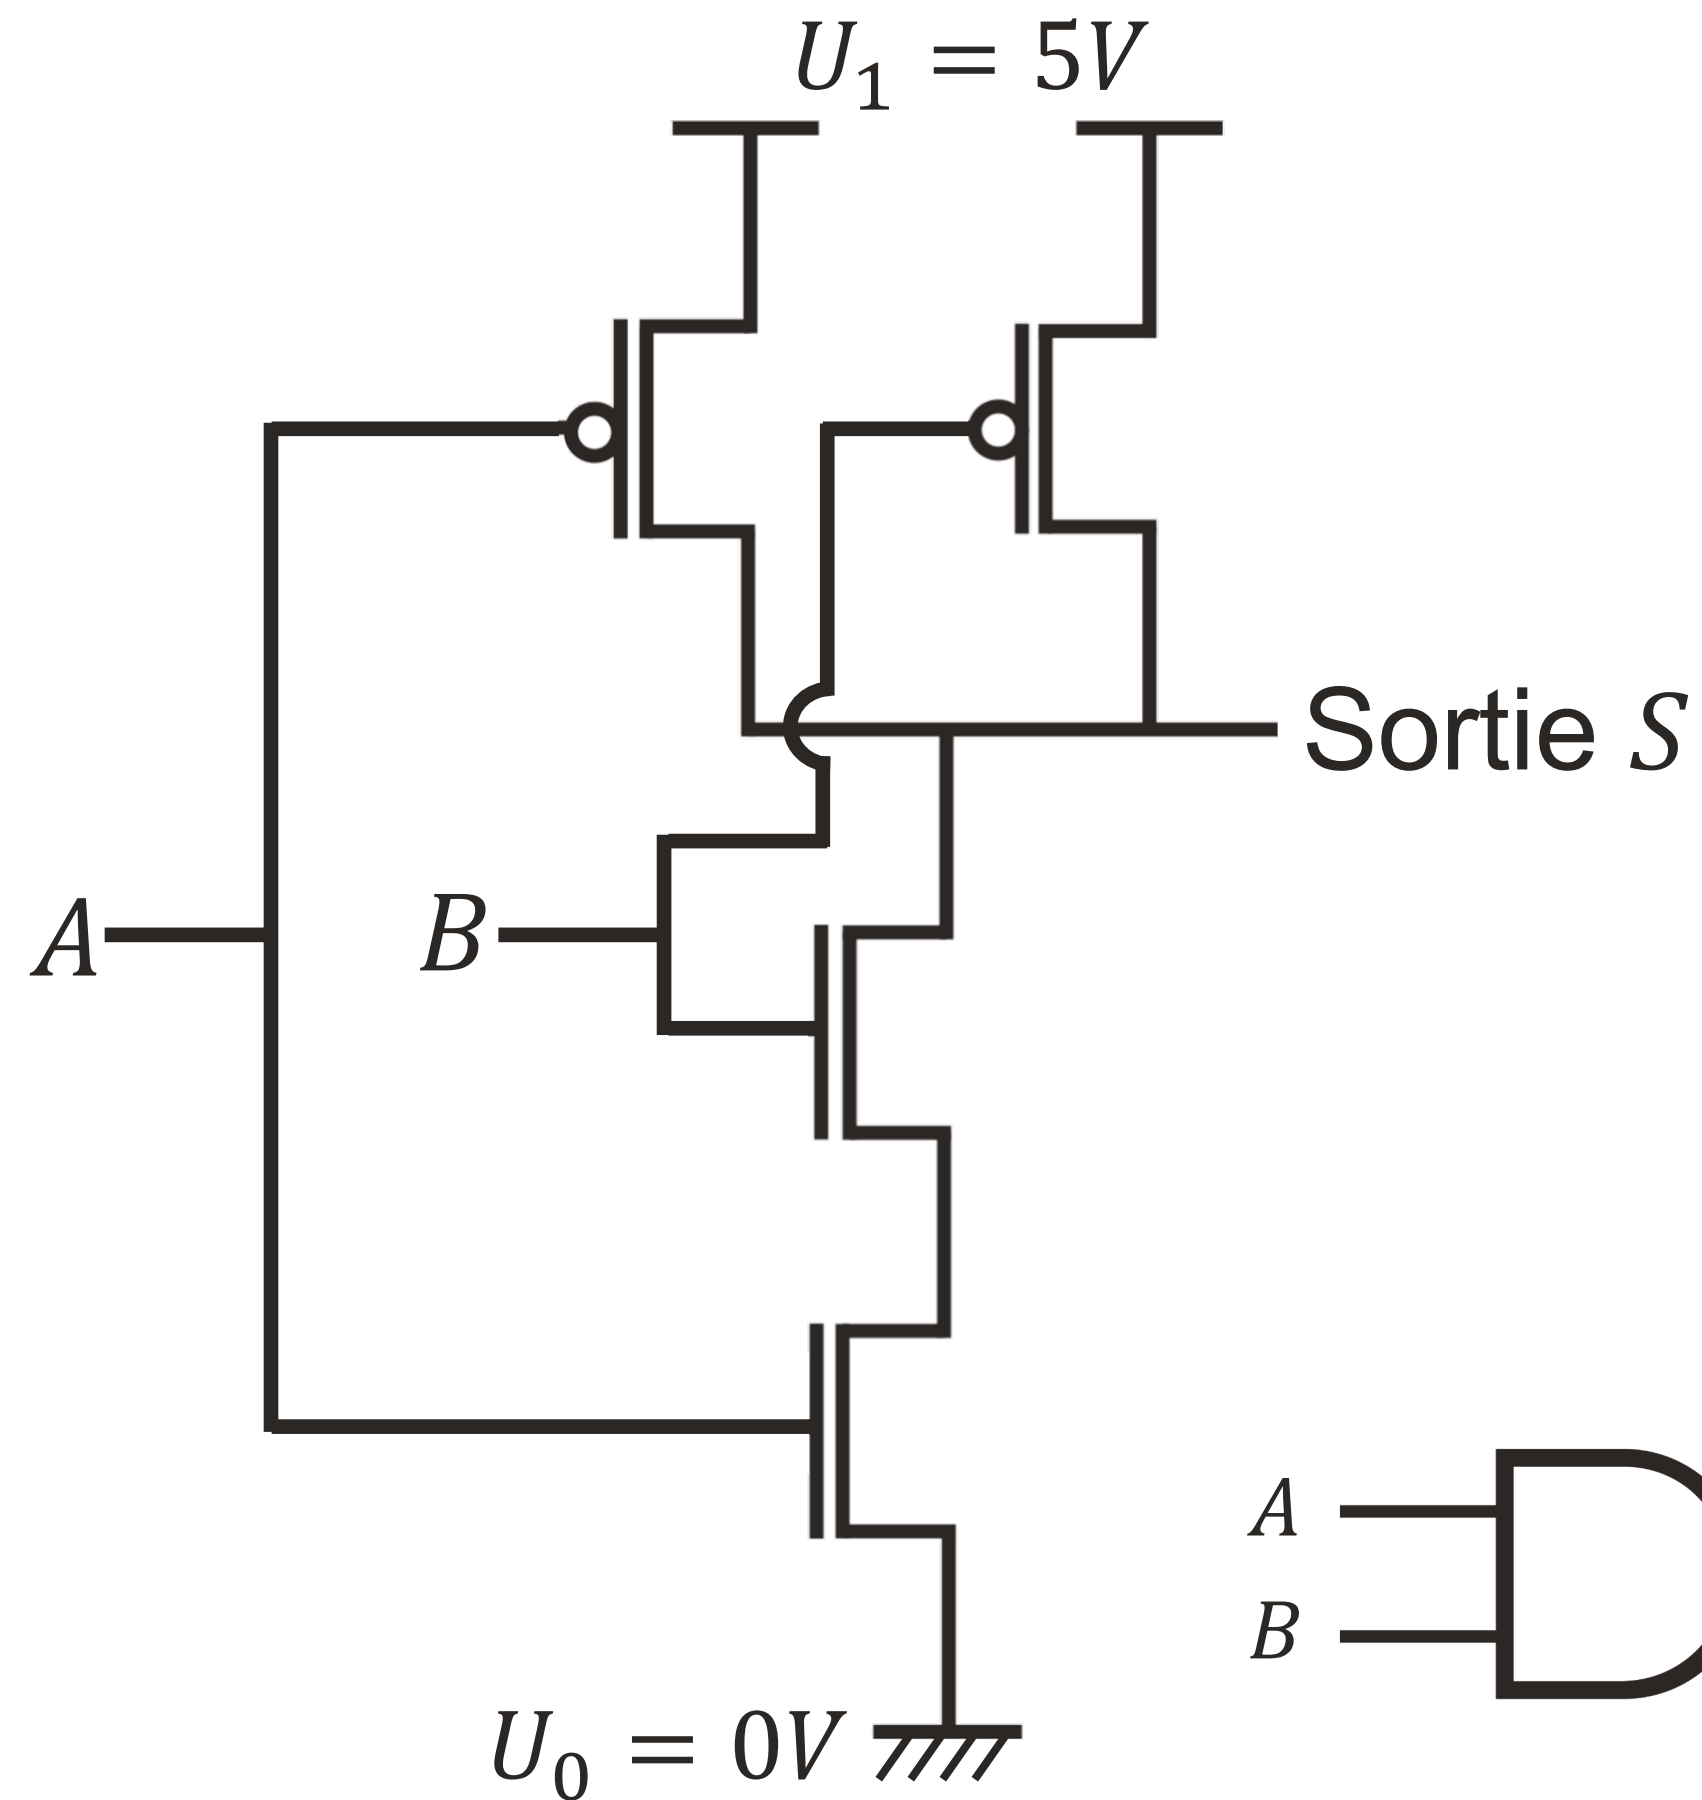 U₁ = 5V
Sortie S
A
B
A
B
U₀ = 0V